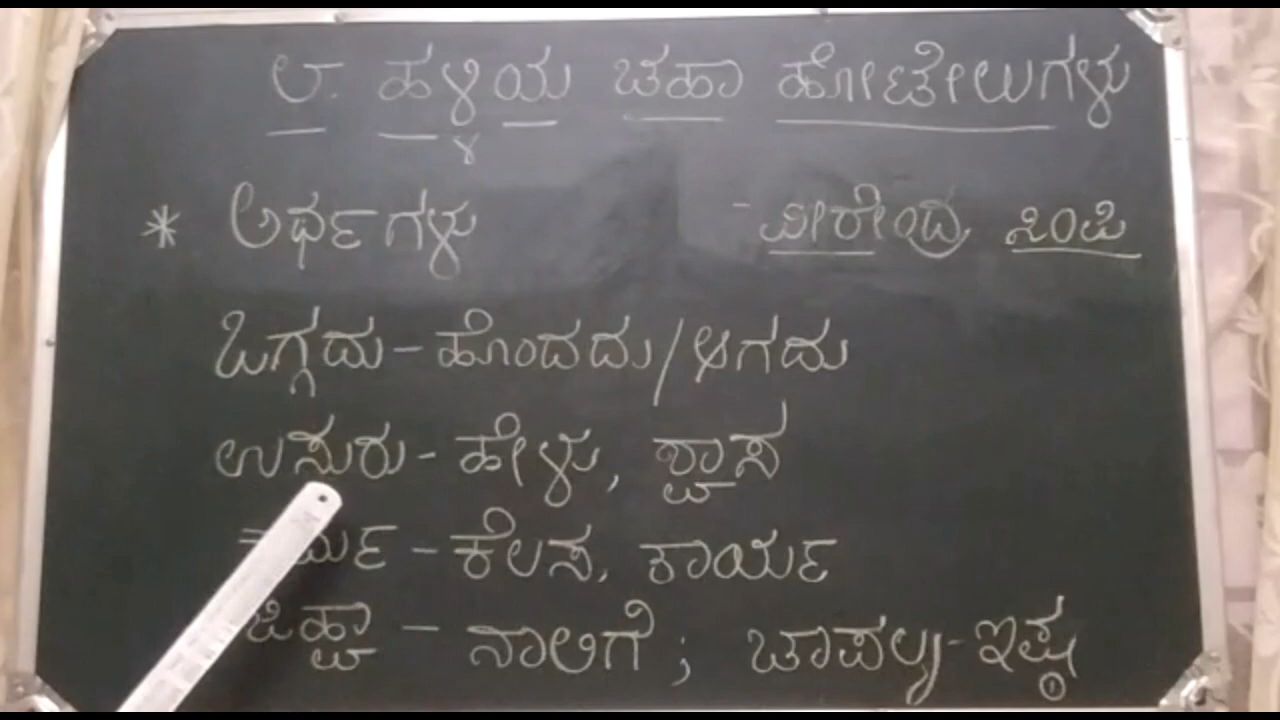 ೮. ಹಳ್ಳಿಯ ಚಹಾ ಹೋಟೇಲುಗಳು
* ಅರ್ಥಗಳು - ವೀರೇಂದ್ರ ಸಿಂಪಿ
ಒಗ್ಗದು – ಹೊಂದದು / ಆಗದು
ಉಸುರು - ಹೇಳು, ಶ್ವಾಸ
– ಕೆಲಸ, ಕಾರ್ಯ
ಜಿಹ್ವಾ – ನಾಲಿಗೆ ; ಚಾಪಲ್ಯ - ಇಷ್ಟ